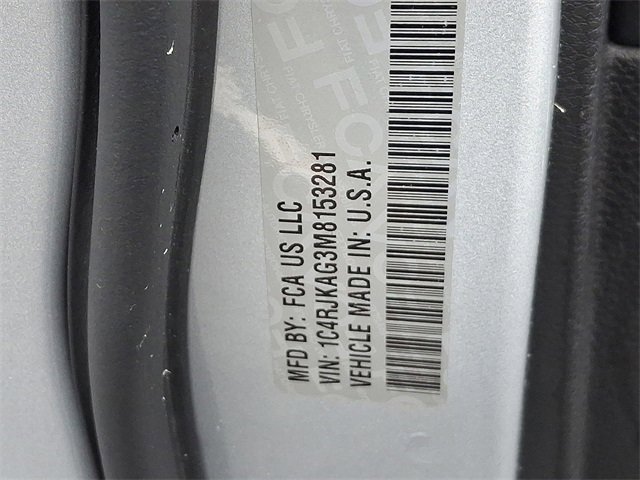 MFD BY: FCA US LLC
VIN: 1C4RJKAG3M8153281
VEHICLE MADE IN: U.S.A.